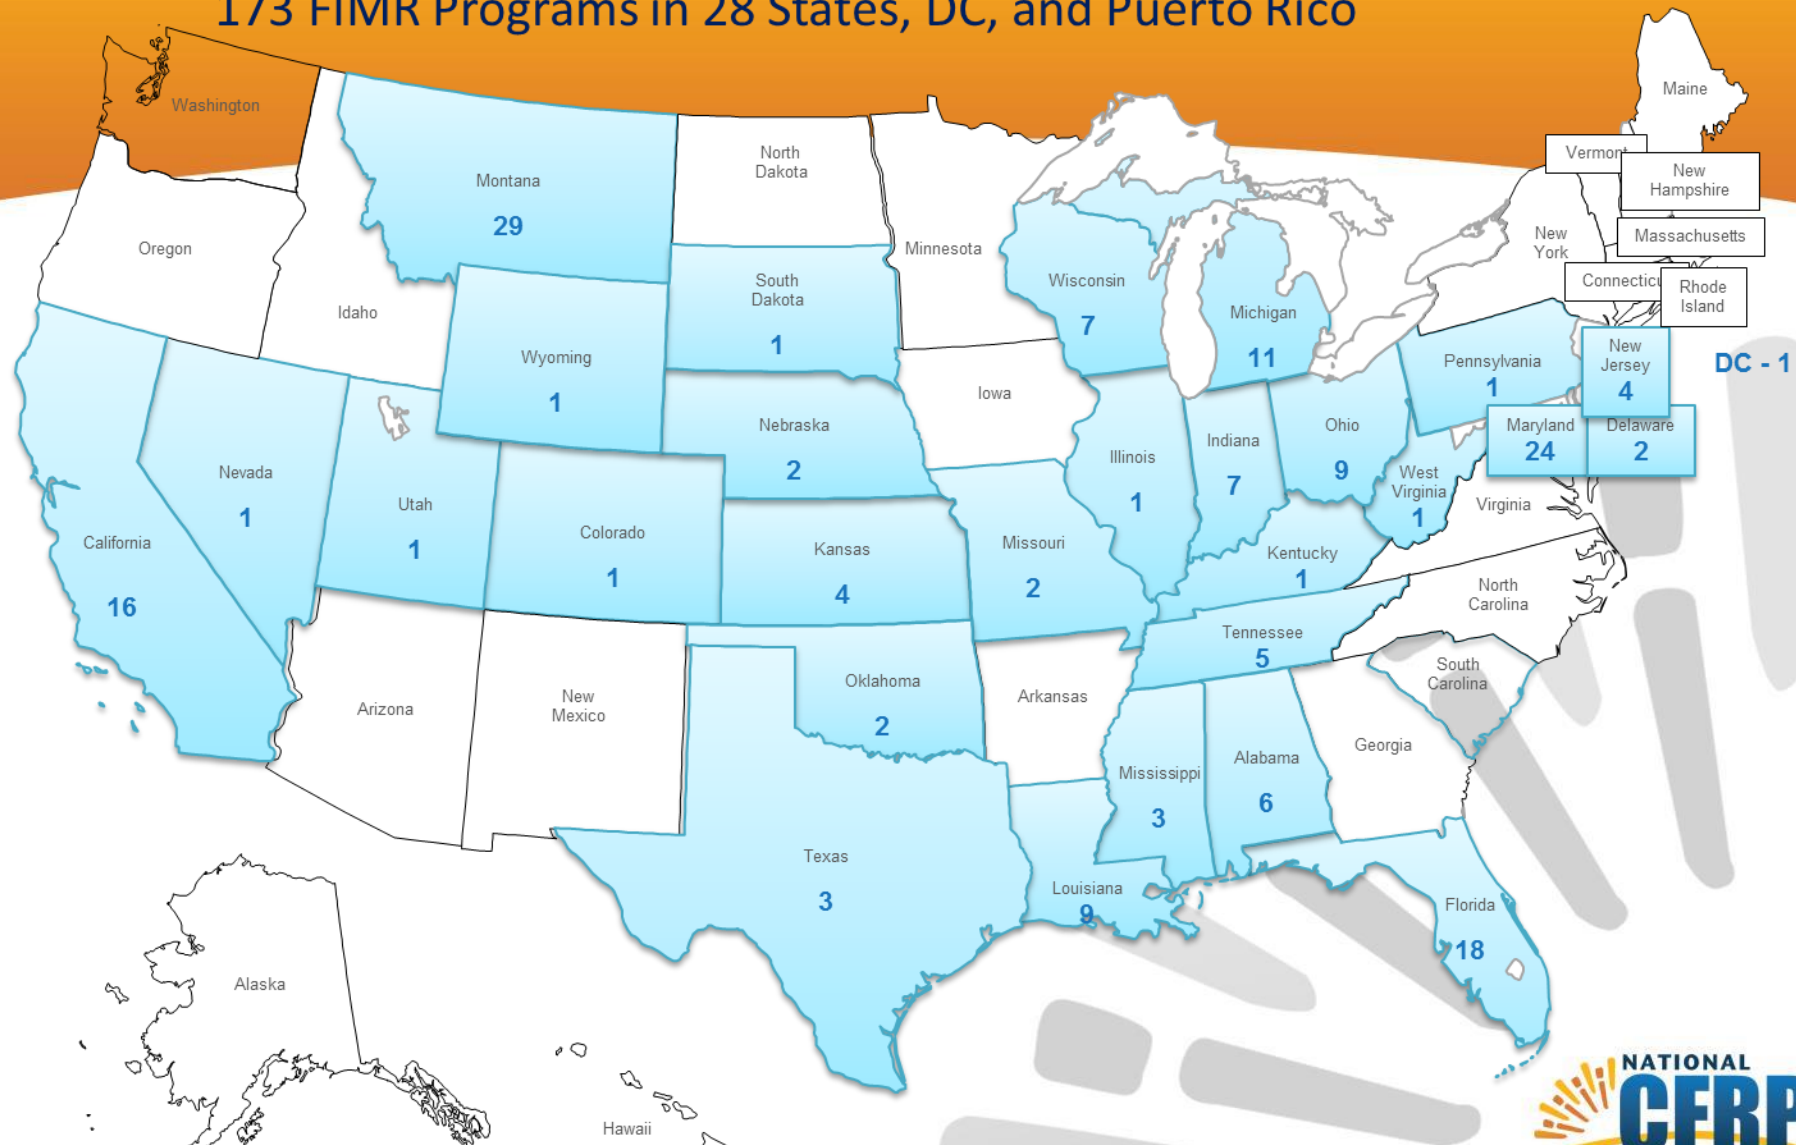 173 FIMR Programs in 28 States, DC, and Puerto Rico
Washington
Maine
Montana
29
North
Dakota
Vermont
New
Hampshire
Oregon
Minnesota
New
York
Massachusetts
Idaho
South
Dakota
1
Wisconsin
7
Michigan
11
Connecticu
Rhode
Island
Wyoming
1
Pennsylvania
1
New
Jersey
4
DC - 1
Iowa
Nebraska
2
Illinois
1
Indiana
7
Ohio
9
Maryland
24
Delaware
2
West
Virginia
1
Virginia
Nevada
1
Utah
1
Colorado
1
California
16
Kansas
4
Missouri
2
Kentucky
1
North
Carolina
Tennessee
5
Arizona
New
Mexico
Oklahoma
2
Arkansas
South
Carolina
Mississippi
3
Alabama
6
Georgia
Texas
3
Louisiana
9
Florida
18
Alaska
Hawaii
NATIONAL
CFRP